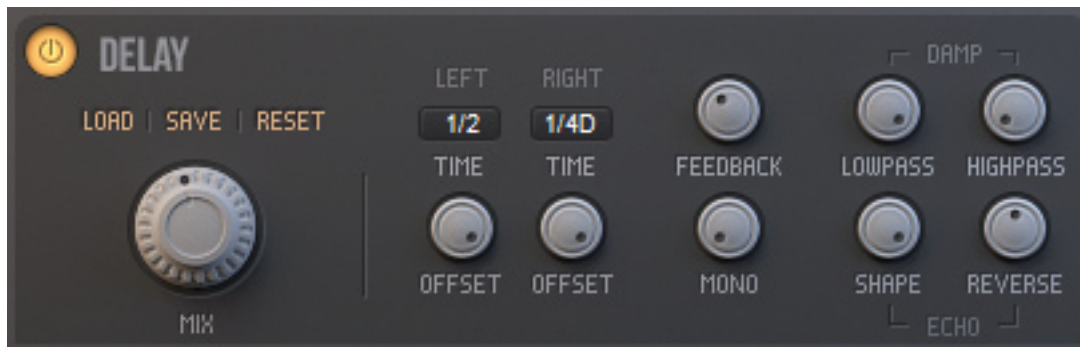 DELAY
LOAD | SAVE | RESET
MIX
LEFT RIGHT
1/2 1/4D
TIME TIME
OFFSET OFFSET
FEEDBACK
MONO
DAMP
LOWPASS HIGHPASS
SHAPE REVERSE
ECHO